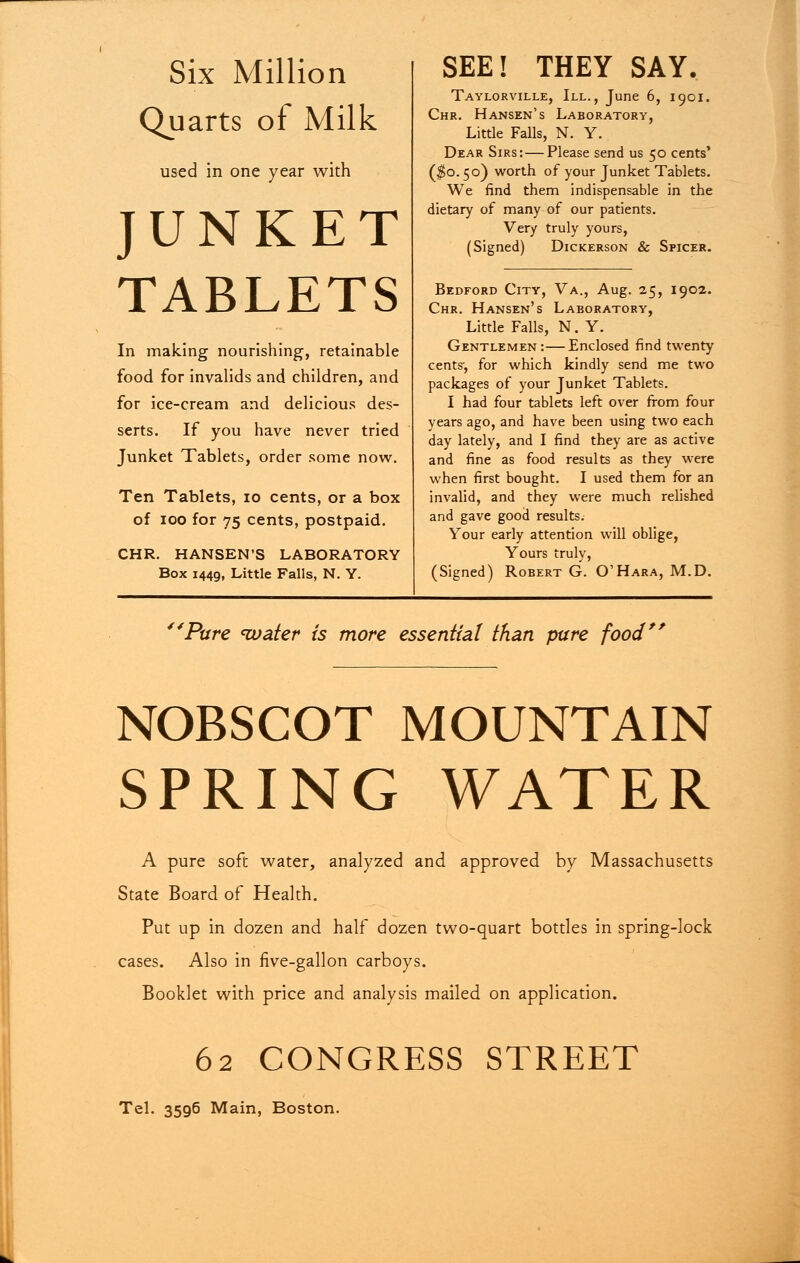 Six Million
Quarts of Milk
used in one year with
JUNKET
TABLETS
In making nourishing, retainable
food for invalids and children, and
for ice-cream and delicious des-
serts. If you have never tried
Junket Tablets, order some now.
Ten Tablets, 10 cents, or a box
of 100 for 75 cents, postpaid.
CHR. HANSEN'S LABORATORY
Box 1449, Little Falls, N. Y.
SEE! THEY SAY.
Taylorville, Ill., June 6, 1901.
Chr. Hansen's Laboratory,
Little Falls, N. Y.
Dear Sirs:—Please send us 50 cents'
($0.50) worth of your Junket Tablets.
We find them indispensable in the
dietary of many of our patients.
Very truly yours,
(Signed) Dickerson & Spicer.
Bedford City, Va., Aug. 25, 1902.
Chr. Hansen's Laboratory,
Little Falls, N. Y.
Gentlemen:—Enclosed find twenty
cents, for which kindly send me two
packages of your Junket Tablets.
I had four tablets left over from four
years ago, and have been using two each
day lately, and I find they are as active
and fine as food results as they were
when first bought. I used them for an
invalid, and they were much relished
and gave good results.
Your early attention will oblige,
Yours truly,
(Signed) Robert G. O'Hara, M.D.
"Pure water is more essential than pure food"
NOBSCOT MOUNTAIN
SPRING WATER
A pure soft water, analyzed and approved by Massachusetts
State Board of Health.
Put up in dozen and half dozen two-quart bottles in spring-lock
cases. Also in five-gallon carboys.
Booklet with price and analysis mailed on application.
62 CONGRESS STREET
Tel. 3596 Main, Boston.